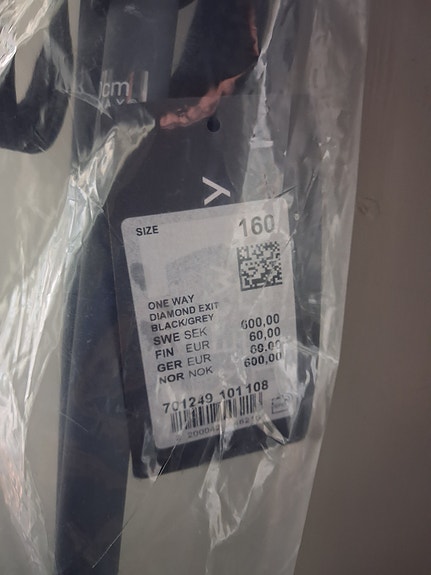 cm
Y
SIZE 160
ONE WAY
DIAMOND EXIT
BLACK/GREY
SWE SEK 600,00
FIN EUR 60,00
GER EUR 60,00
NOR NOK 600,00
701249 101108